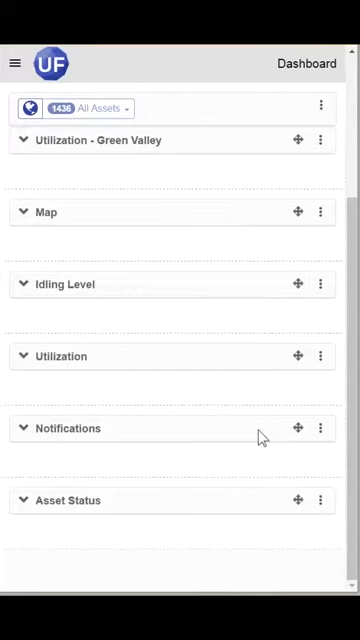 UF
Dashboard
1436 All Assets
Utilization - Green Valley
Map
Idling Level
Utilization
Notifications
Asset Status